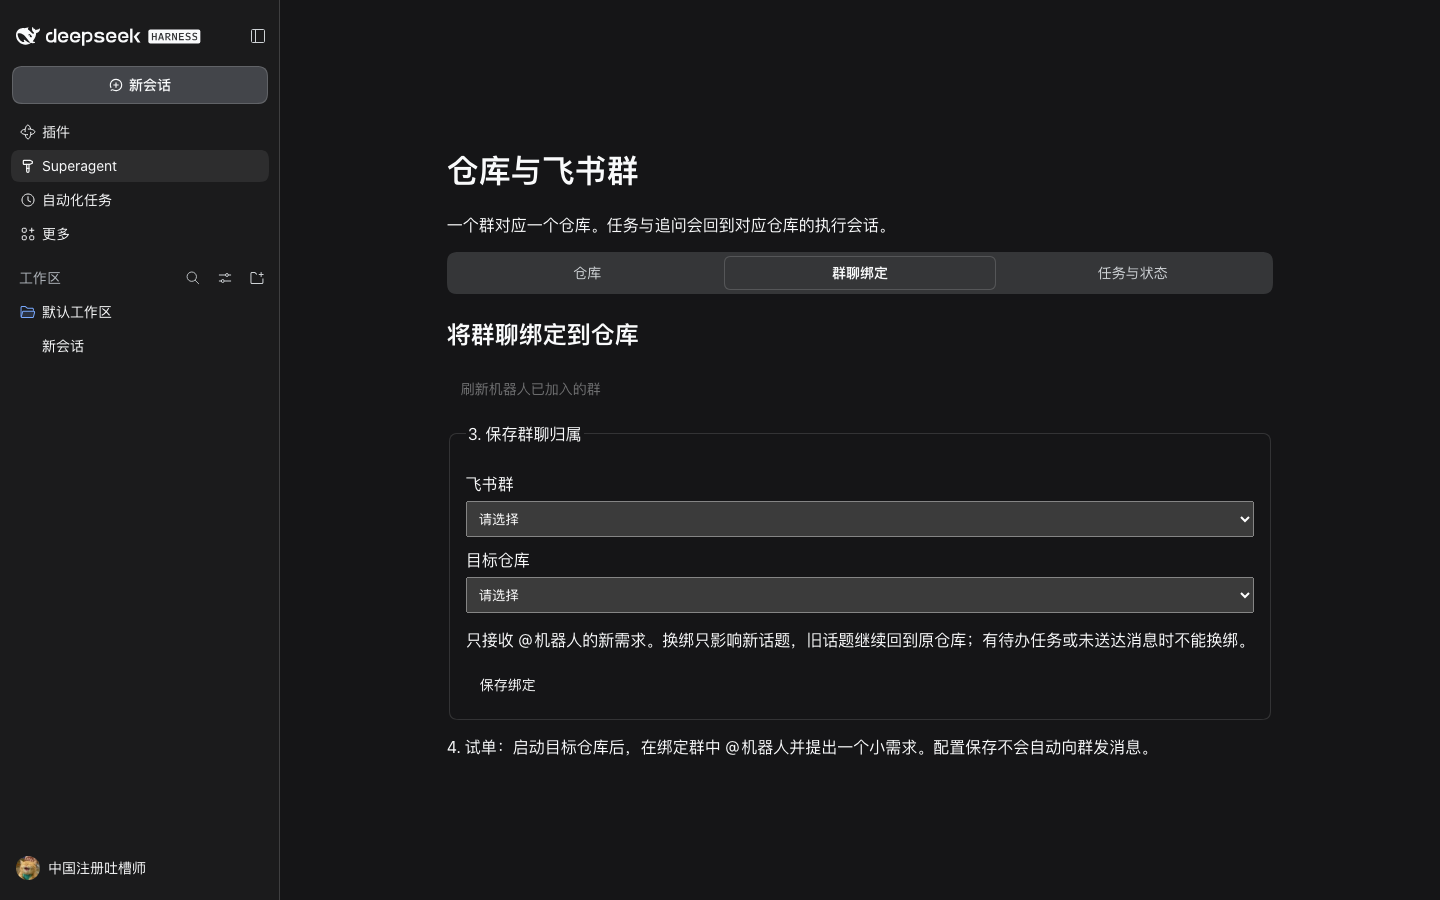 deepseek HARNESS
新会话
插件
Superagent
自动化任务
更多
工作区
默认工作区
新会话
中国注册吐槽师
仓库与飞书群
一个群对应一个仓库。任务与追问会回到对应仓库的执行会话。
仓库
群聊绑定
任务与状态
将群聊绑定到仓库
刷新机器人已加入的群
3. 保存群聊归属
飞书群
请选择
目标仓库
请选择
只接收 @机器人的新需求。换绑只影响新话题，旧话题继续回到原仓库；有待办任务或未送达消息时不能换绑。
保存绑定
4. 试单：启动目标仓库后，在绑定群中 @机器人并提出一个小需求。配置保存不会自动向群发消息。